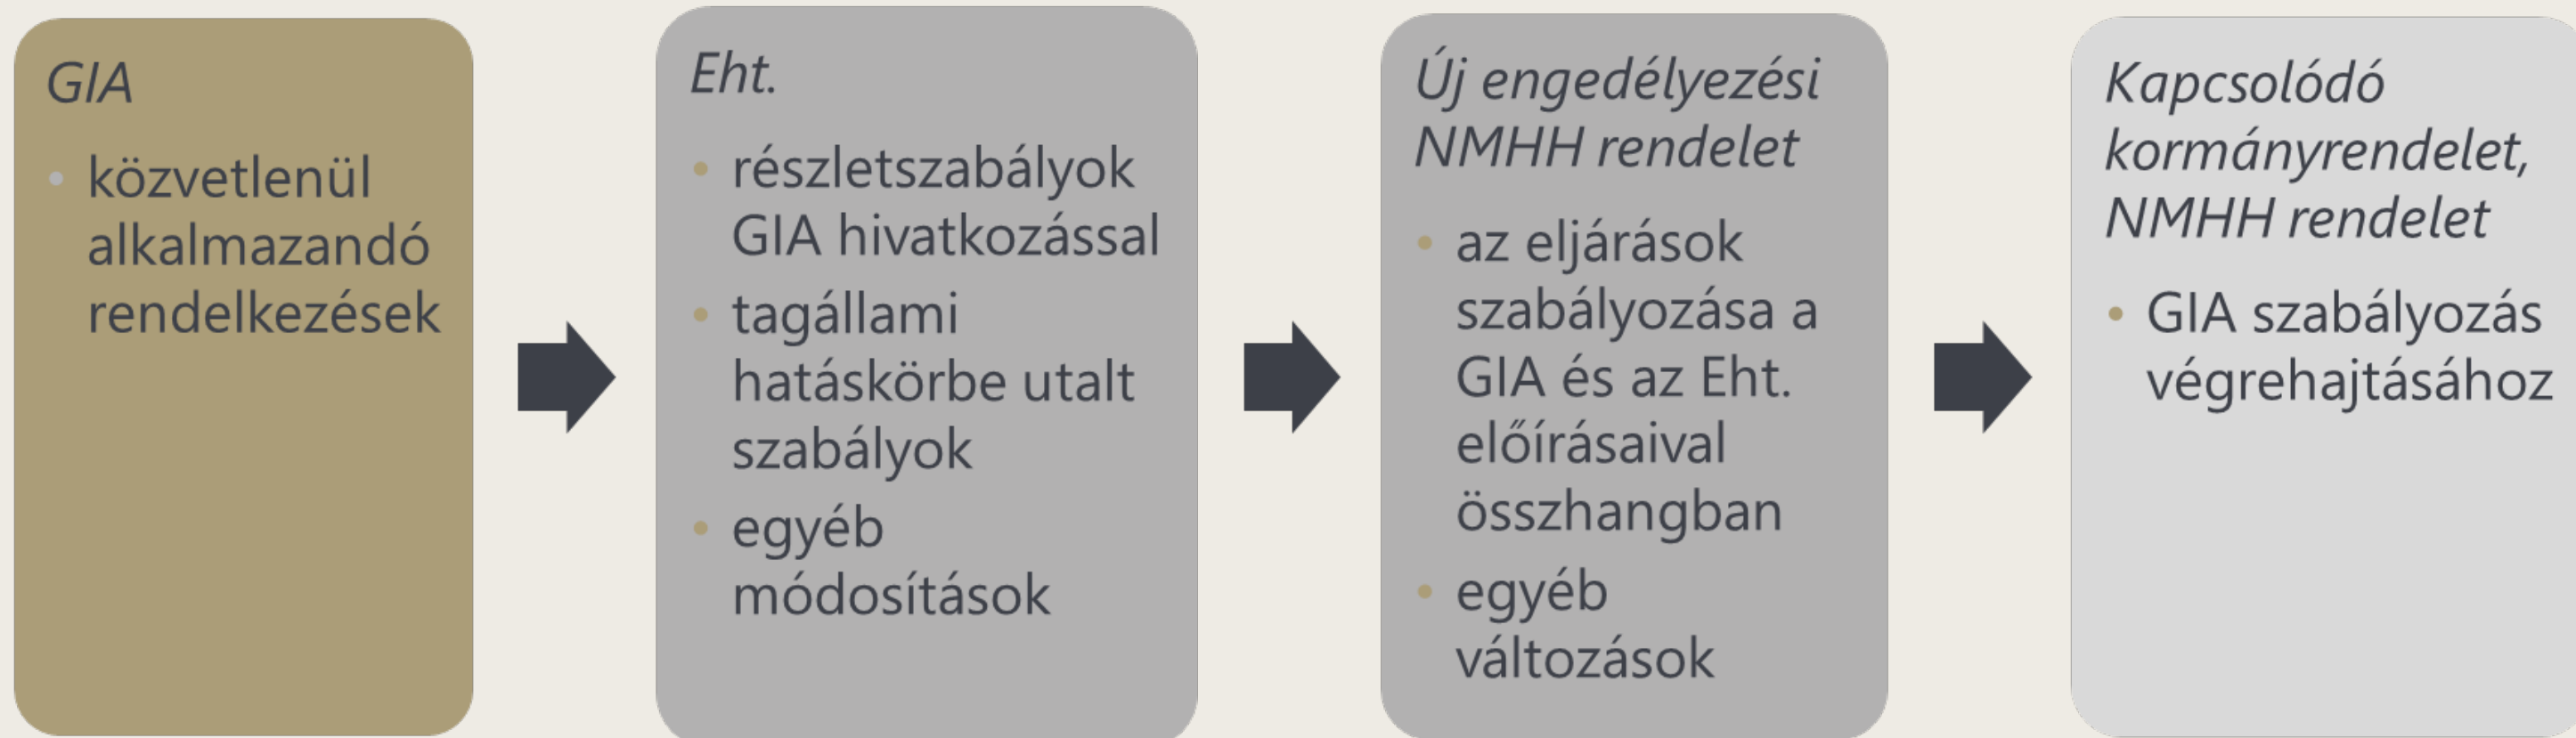 GIA
• közvetlenül
alkalmazandó
rendelkezések
Eht.
• részletszabályok
GIA hivatkozással
• tagállami
hatáskörbe utalt
szabályok
• egyéb
módosítások
Új engedélyezési
NMHH rendelet
• az eljárások
szabályozása a
GIA és az Eht.
előírásaival
összhangban
• egyéb
változások
Kapcsolódó
kormányrendelet,
NMHH rendelet
• GIA szabályozás
végrehajtásához